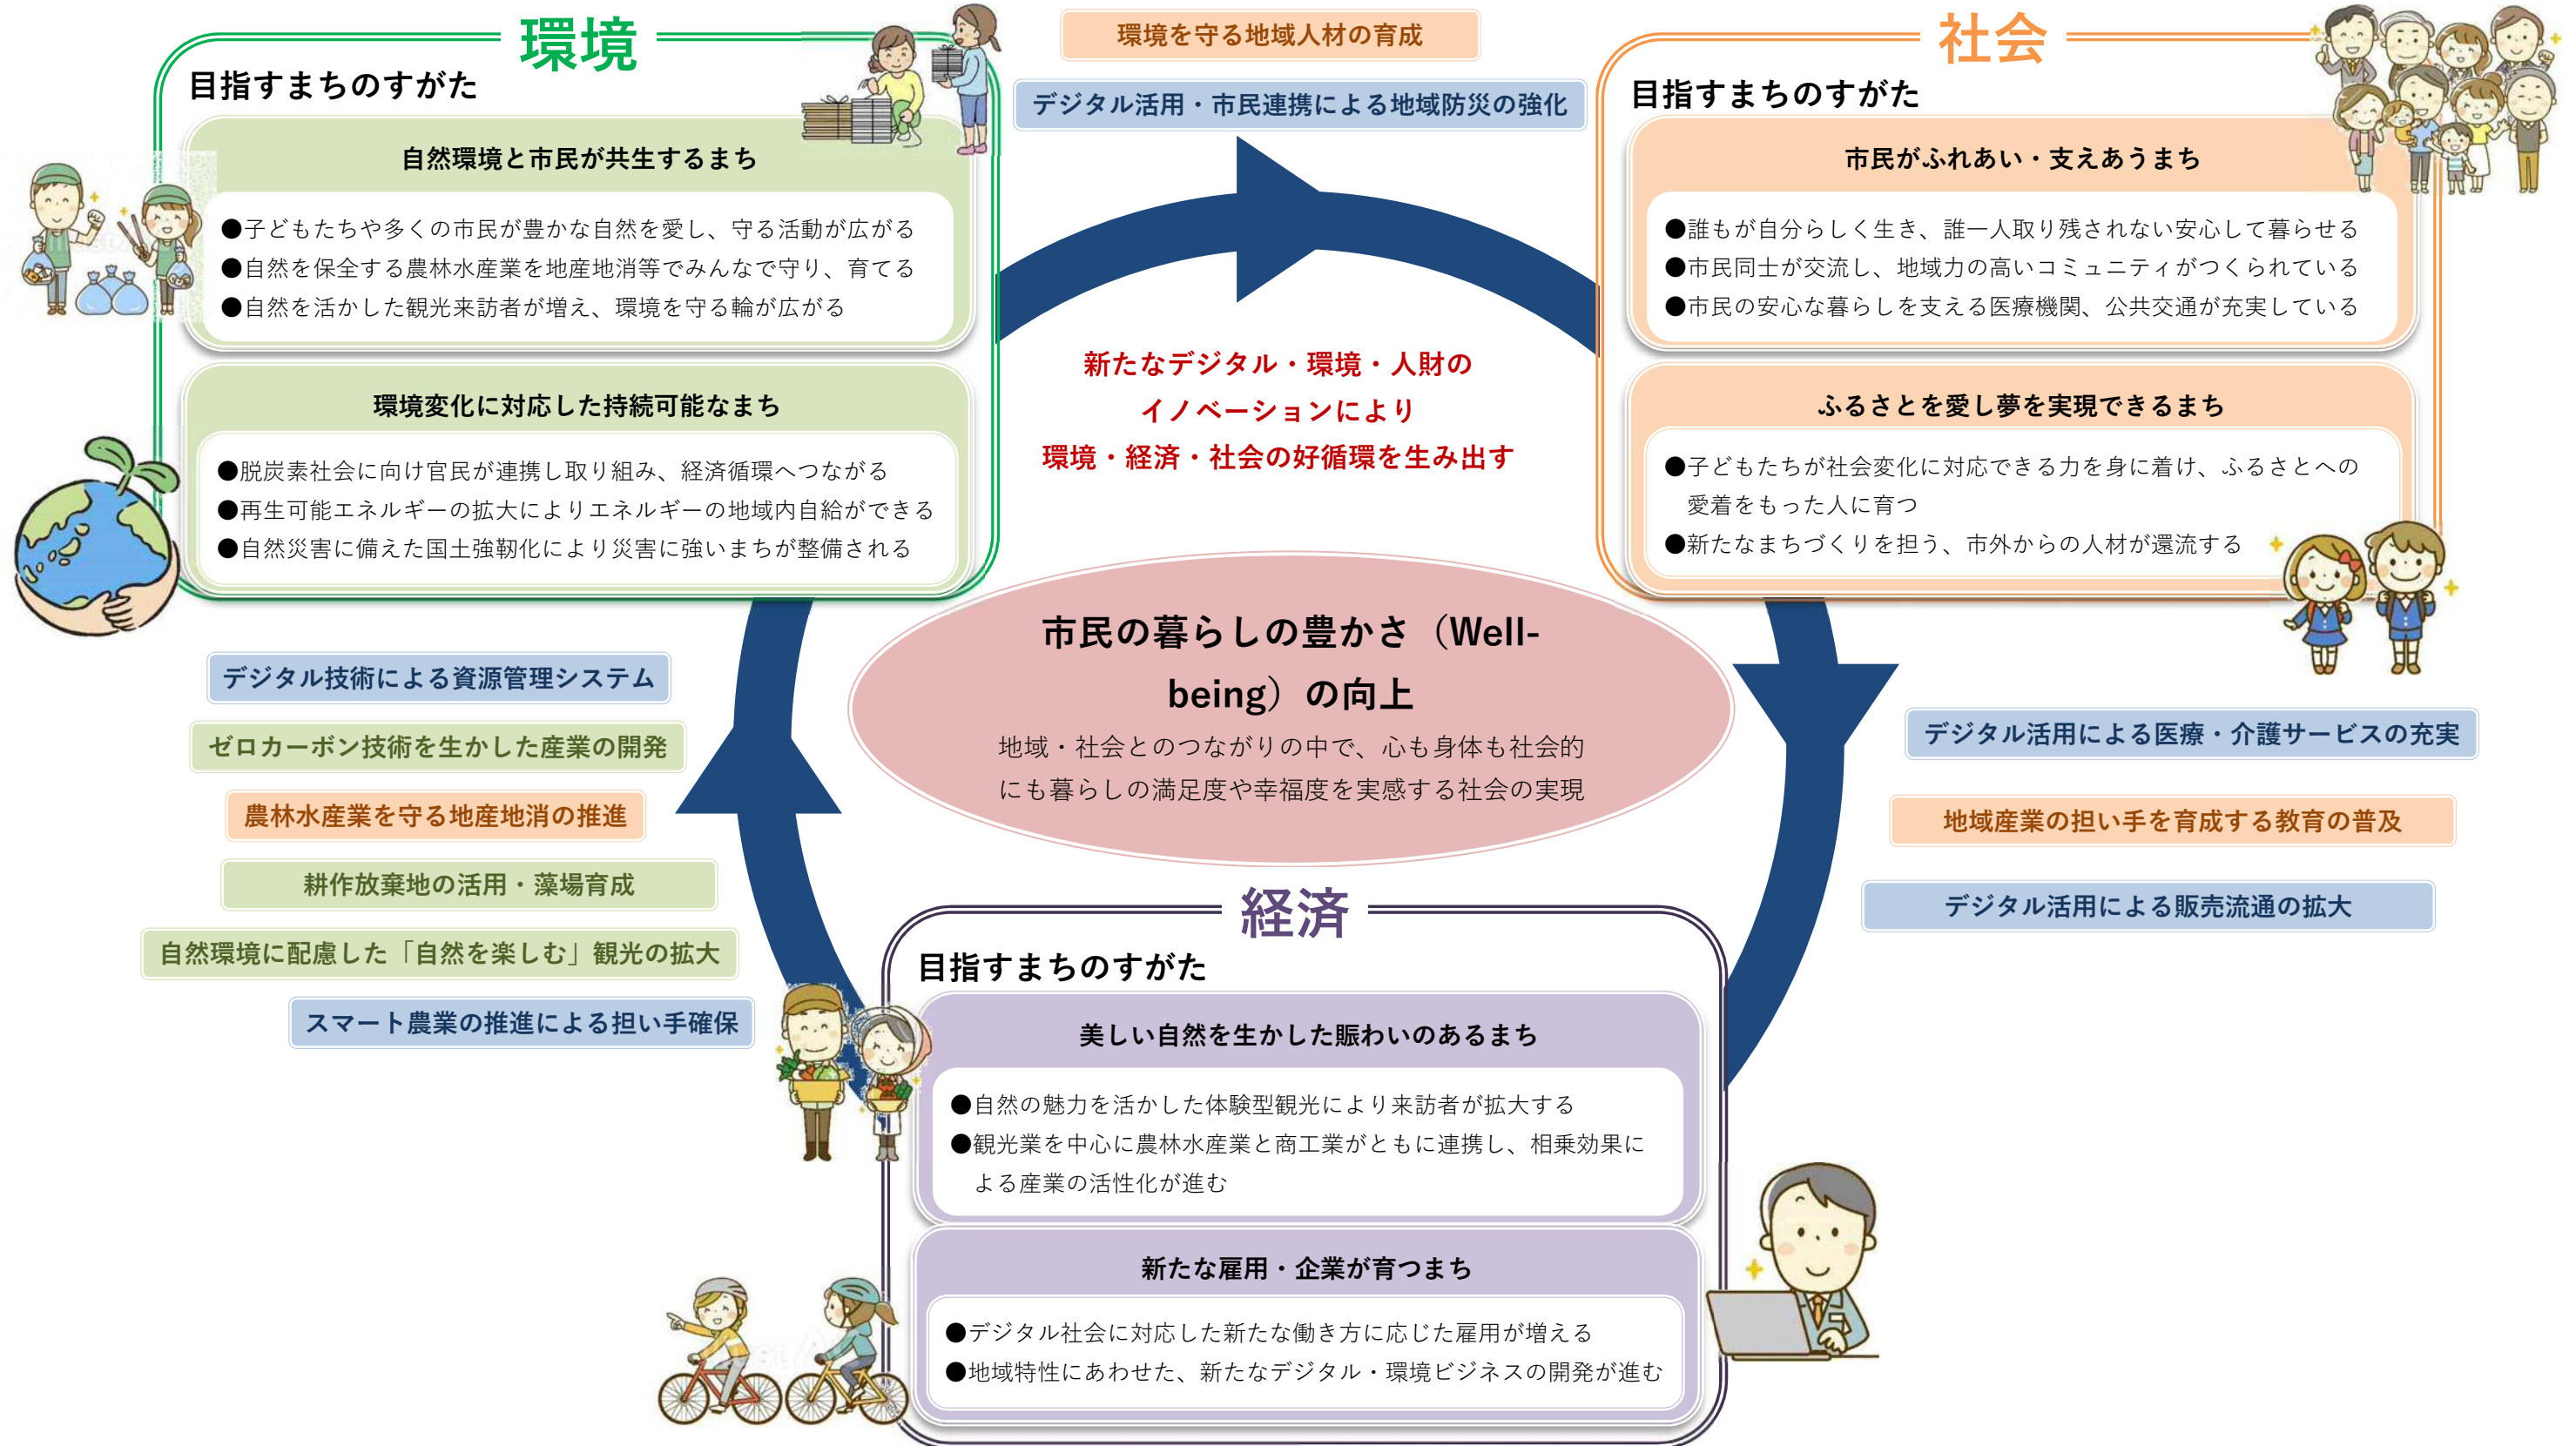 環境
目指すまちのすがた
自然環境と市民が共生するまち
●子どもたちや多くの市民が豊かな自然を愛し、守る活動が広がる
●自然を保全する農林水産業を地産地消等でみんなで守り、育てる
●自然を活かした観光来訪者が増え、環境を守る輪が広がる
環境変化に対応した持続可能なまち
●脱炭素社会に向け官民が連携し取り組み、経済循環へつながる
●再生可能エネルギーの拡大によりエネルギーの地域内自給ができる
●自然災害に備えた国土強靭化により災害に強いまちが整備される
環境を守る地域人材の育成
デジタル活用・市民連携による地域防災の強化
社会
目指すまちのすがた
市民がふれあい・支えあうまち
●誰もが自分らしく生き、誰一人取り残されない安心して暮らせる
●市民同士が交流し、地域力の高いコミュニティがつくられている
●市民の安心な暮らしを支える医療機関、公共交通が充実している
ふるさとを愛し夢を実現できるまち
●子どもたちが社会変化に対応できる力を身に着け、ふるさとへの
愛着をもった人に育つ
●新たなまちづくりを担う、市外からの人材が還流する
新たなデジタル・環境・人財の
イノベーションにより
環境・経済・社会の好循環を生み出す
市民の暮らしの豊かさ（Well-
being）の向上
地域・社会とのつながりの中で、心も身体も社会的
にも暮らしの満足度や幸福度を実感する社会の実現
デジタル技術による資源管理システム
ゼロカーボン技術を生かした産業の開発
農林水産業を守る地産地消の推進
耕作放棄地の活用・藻場育成
自然環境に配慮した「自然を楽しむ」観光の拡大
スマート農業の推進による担い手確保
デジタル活用による医療・介護サービスの充実
地域産業の担い手を育成する教育の普及
デジタル活用による販売流通の拡大
経済
目指すまちのすがた
美しい自然を生かした賑わいのあるまち
●自然の魅力を活かした体験型観光により来訪者が拡大する
●観光業を中心に農林水産業と商工業がともに連携し、相乗効果に
よる産業の活性化が進む
新たな雇用・企業が育つまち
●デジタル社会に対応した新たな働き方に応じた雇用が増える
●地域特性にあわせた、新たなデジタル・環境ビジネスの開発が進む